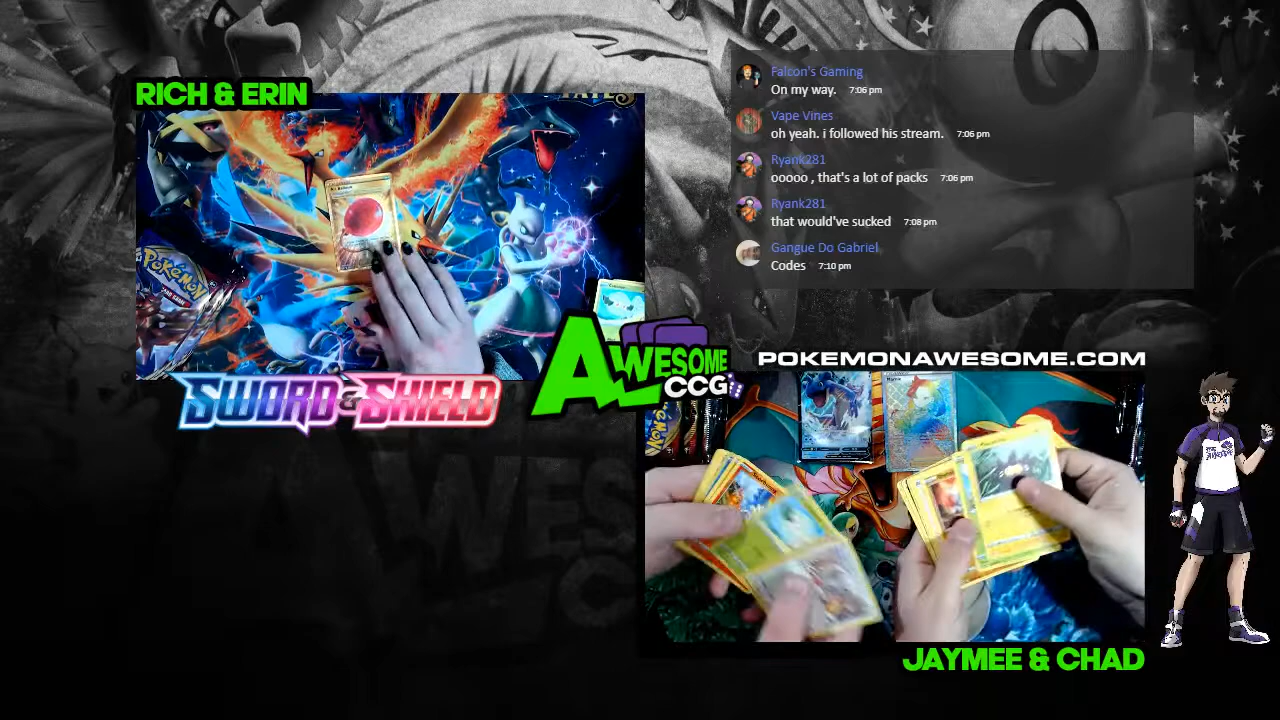 RICH & ERIN
Falcon's Gaming
On my way. 7:06 pm
Vape Vines
oh yeah. i followed his stream. 7:06 pm
Ryank281
ooooo , that's a lot of packs 7:06 pm
Ryank281
that would've sucked 7:08 pm
Gangue Do Gabriel
Codes 7:10 pm
POKÉMON
SWORD & SHIELD
AWESOME
CCG
POKEMONAWESOME.COM
Marnie
JAYMEE & CHAD